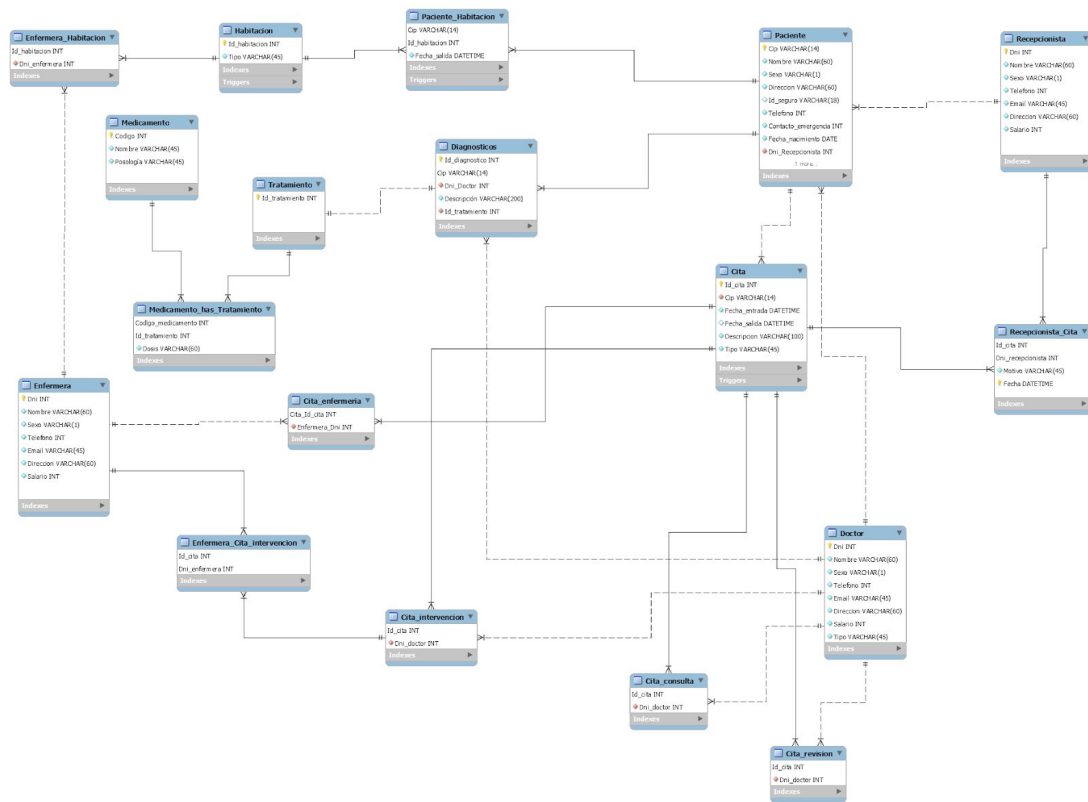 Enfermera_Habitacion
Id_habitacion INT
Dni_enfermera INT
Indexes
Habitacion
Id_habitacion INT
Tipo VARCHAR(45)
Indexes
Triggers
Paciente_Habitacion
Cip VARCHAR(14)
Id_habitacion INT
Fecha_salida DATETIME
Indexes
Triggers
Paciente
Cip VARCHAR(14)
Nombre VARCHAR(60)
Sexo VARCHAR(1)
Direccion VARCHAR(60)
Id_seguro VARCHAR(18)
Telefono INT
Contacto_emergencia INT
Fecha_nacimiento DATE
Dni_Recepcionista INT
1 more...
Indexes
Recepcionista
Dni INT
Nombre VARCHAR(60)
Sexo VARCHAR(1)
Telefono INT
Email VARCHAR(45)
Direccion VARCHAR(60)
Salario INT
Indexes
Medicamento
Codigo INT
Nombre VARCHAR(45)
Posología VARCHAR(45)
Indexes
Tratamiento
Id_tratamiento INT
Indexes
Diagnosticos
Id_diagnostico INT
Cip VARCHAR(14)
Dni_Doctor INT
Descripción VARCHAR(200)
Id_tratamiento INT
Indexes
Medicamento_has_Tratamiento
Codigo_medicamento INT
Id_tratamiento INT
Dosis VARCHAR(60)
Indexes
Cita
Id_cita INT
Cip VARCHAR(14)
Fecha_entrada DATETIME
Fecha_salida DATETIME
Descripcion VARCHAR(100)
Tipo VARCHAR(45)
Indexes
Triggers
Recepcionista_Cita
Id_cita INT
Dni_recepcionista INT
Motivo VARCHAR(45)
Fecha DATETIME
Indexes
Enfermera
Dni INT
Nombre VARCHAR(60)
Sexo VARCHAR(1)
Telefono INT
Email VARCHAR(45)
Direccion VARCHAR(60)
Salario INT
Indexes
Cita_enfermeria
Cita_Id_cita INT
Enfermera_Dni INT
Indexes
Enfermera_Cita_intervencion
Id_cita INT
Dni_enfermera INT
Indexes
Cita_intervencion
Id_cita INT
Dni_doctor INT
Indexes
Doctor
Dni INT
Nombre VARCHAR(60)
Sexo VARCHAR(1)
Telefono INT
Email VARCHAR(45)
Direccion VARCHAR(60)
Salario INT
Tipo VARCHAR(45)
Indexes
Cita_consulta
Id_cita INT
Dni_doctor INT
Indexes
Cita_revision
Id_cita INT
Dni_doctor INT
Indexes